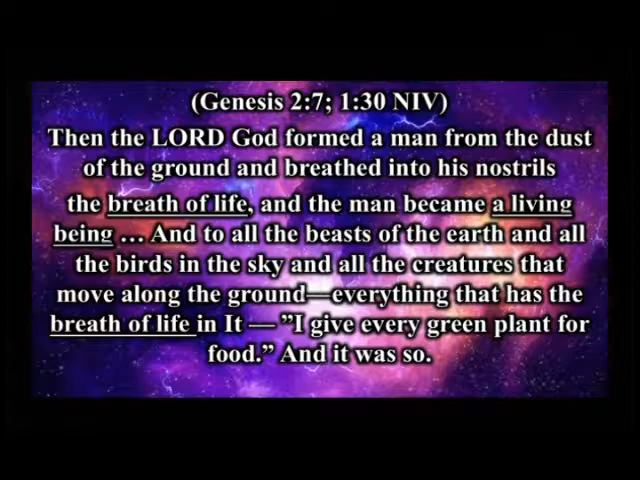 (Genesis 2:7; 1:30 NIV)
Then the LORD God formed a man from the dust
of the ground and breathed into his nostrils
the breath of life, and the man became a living
being … And to all the beasts of the earth and all
the birds in the sky and all the creatures that
move along the ground—everything that has the
breath of life in It — ”I give every green plant for
food.” And it was so.